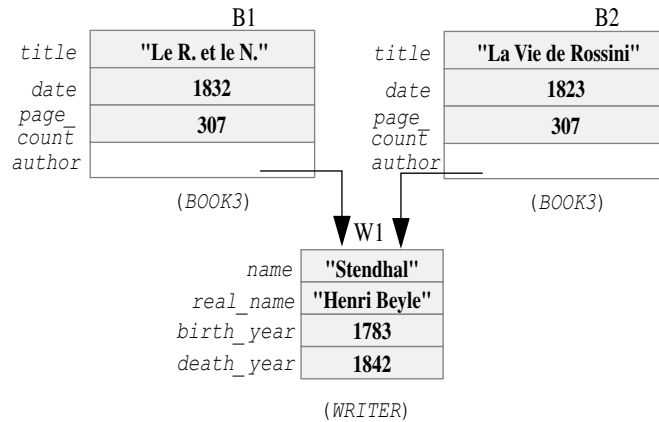 B1
title "Le R. et le N."
date 1832
page_
count 307
author
(BOOK3)
B2
title "La Vie de Rossini"
date 1823
page_
count 307
author
(BOOK3)
W1
name "Stendhal"
real_name "Henri Beyle"
birth_year 1783
death_year 1842
(WRITER)